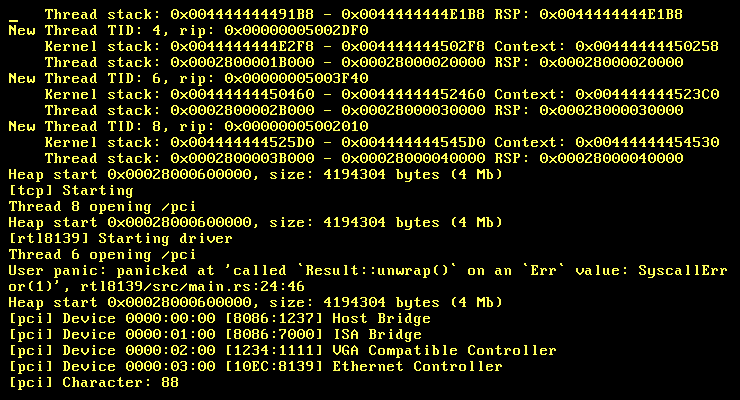 _   Thread stack: 0x004444444491B8 - 0x0044444444E1B8 RSP: 0x0044444444E1B8
New Thread TID: 4, rip: 0x00000005002DF0
    Kernel stack: 0x0044444444E2F8 - 0x004444444502F8 Context: 0x00444444450258
    Thread stack: 0x0002800001B000 - 0x00028000020000 RSP: 0x00028000020000
New Thread TID: 6, rip: 0x00000005003F40
    Kernel stack: 0x00444444450460 - 0x00444444452460 Context: 0x004444444523C0
    Thread stack: 0x0002800002B000 - 0x00028000030000 RSP: 0x00028000030000
New Thread TID: 8, rip: 0x00000005002010
    Kernel stack: 0x004444444525D0 - 0x004444444545D0 Context: 0x00444444454530
    Thread stack: 0x0002800003B000 - 0x00028000040000 RSP: 0x00028000040000
Heap start 0x00028000600000, size: 4194304 bytes (4 Mb)
[tcp] Starting
Thread 8 opening /pci
Heap start 0x00028000600000, size: 4194304 bytes (4 Mb)
[rtl8139] Starting driver
Thread 6 opening /pci
User panic: panicked at 'called `Result::unwrap()` on an `Err` value: SyscallErr
or(1)', rtl8139/src/main.rs:24:46
Heap start 0x00028000600000, size: 4194304 bytes (4 Mb)
[pci] Device 0000:00:00 [8086:1237] Host Bridge
[pci] Device 0000:01:00 [8086:7000] ISA Bridge
[pci] Device 0000:02:00 [1234:1111] VGA Compatible Controller
[pci] Device 0000:03:00 [10EC:8139] Ethernet Controller
[pci] Character: 88